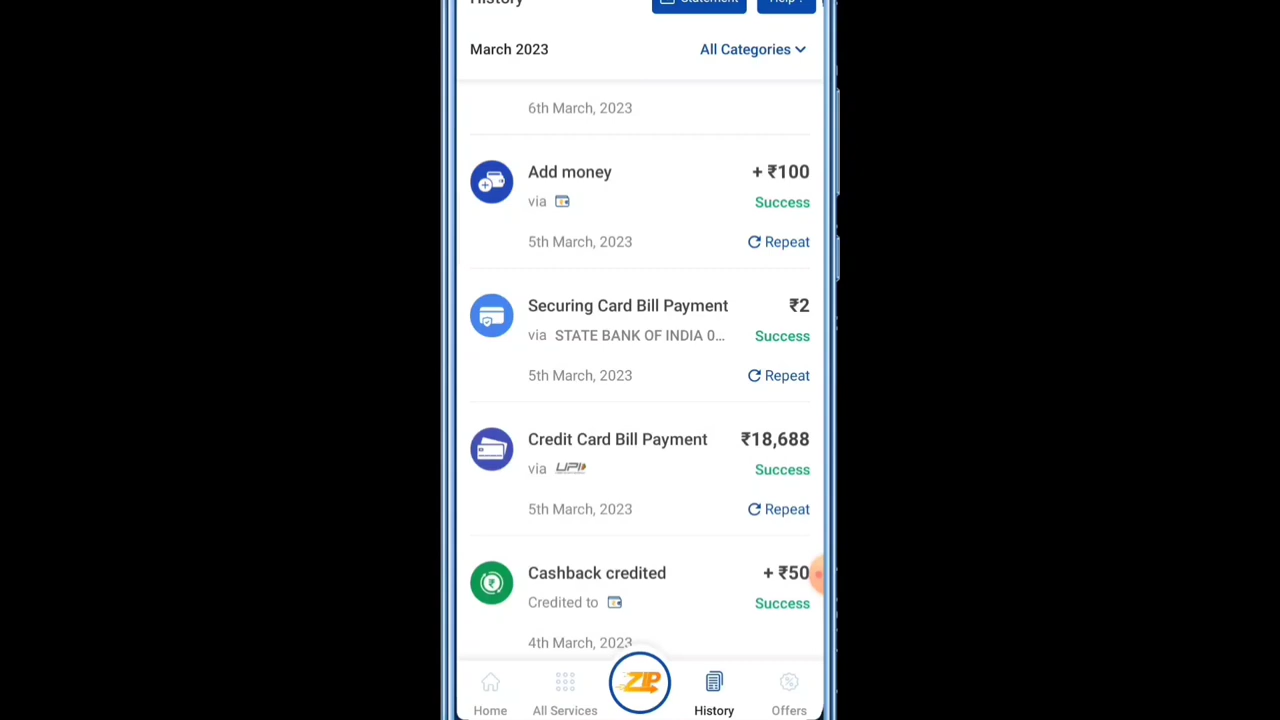 History
Statement
Help ?
March 2023
All Categories
6th March, 2023
Add money
+ ₹100
via
Success
5th March, 2023
Repeat
Securing Card Bill Payment
₹2
via STATE BANK OF INDIA 0...
Success
5th March, 2023
Repeat
Credit Card Bill Payment
₹18,688
via UPI
Success
5th March, 2023
Repeat
Cashback credited
+ ₹50
Credited to
Success
4th March, 2023
ZIP
Home
All Services
History
Offers